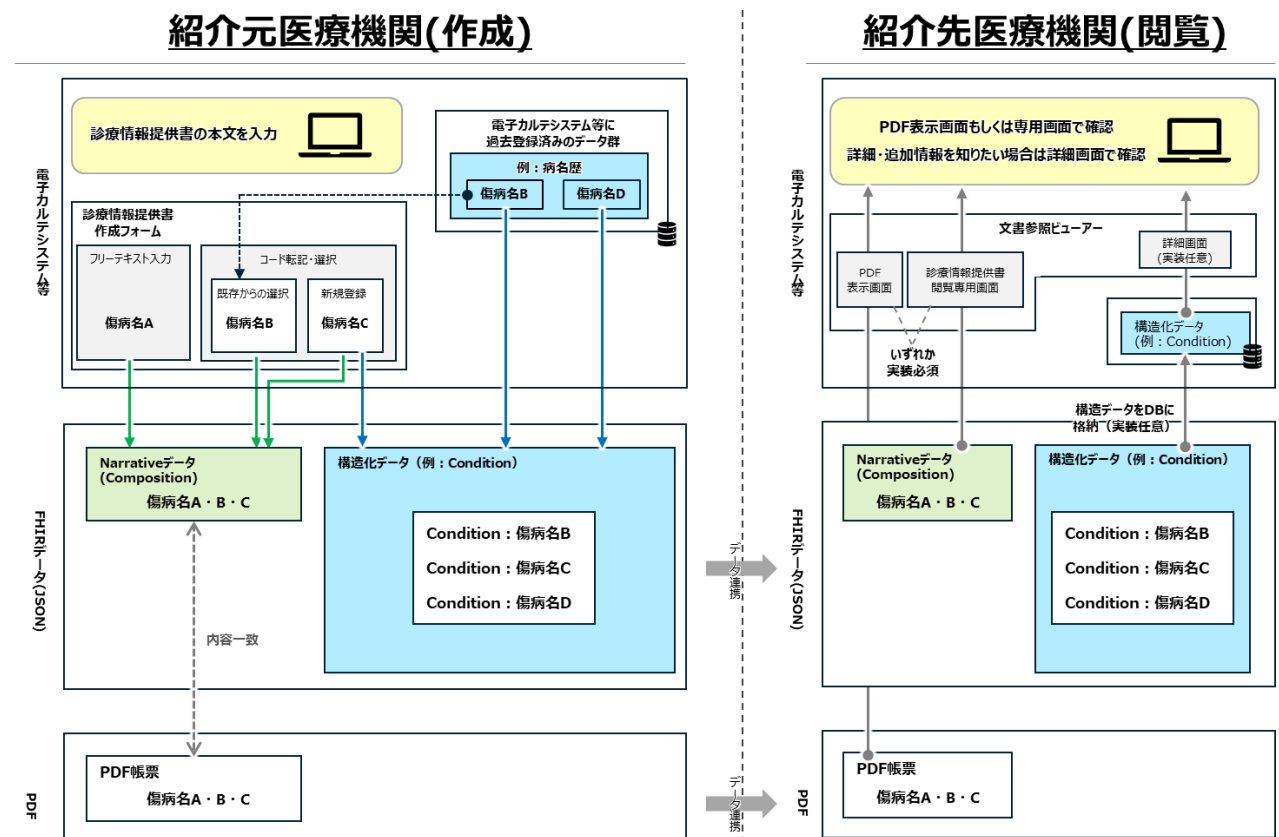 紹介元医療機関(作成)
電子カルテシステム等
診療情報提供書の本文を入力
電子カルテシステム等に
過去登録済みのデータ群
例：病名歴
傷病名B
傷病名D
診療情報提供書
作成フォーム
フリーテキスト入力
傷病名A
コード転記・選択
既存からの選択
傷病名B
新規登録
傷病名C
FHIRデータ(JSON)
Narrativeデータ
(Composition)
傷病名A・B・C
構造化データ（例：Condition）
Condition：傷病名B
Condition：傷病名C
Condition：傷病名D
内容一致
PDF
PDF帳票
傷病名A・B・C
データ連携
データ連携
紹介先医療機関(閲覧)
電子カルテシステム等
PDF表示画面もしくは専用画面で確認
詳細・追加情報を知りたい場合は詳細画面で確認
文書参照ビューアー
PDF
表示画面
診療情報提供書
閲覧専用画面
詳細画面
(実装任意)
いずれか
実装必須
構造化データ
(例：Condition)
構造データをDBに
格納（実装任意）
FHIRデータ(JSON)
Narrativeデータ
(Composition)
傷病名A・B・C
構造化データ（例：Condition）
Condition：傷病名B
Condition：傷病名C
Condition：傷病名D
PDF
PDF帳票
傷病名A・B・C